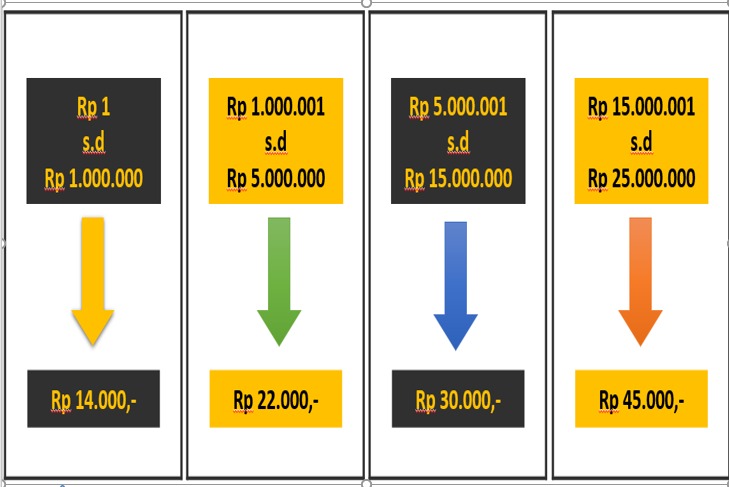 Rp 1
s.d
Rp 1.000.000
Rp 14.000,-
Rp 1.000.001
s.d
Rp 5.000.000
Rp 22.000,-
Rp 5.000.001
s.d
Rp 15.000.000
Rp 30.000,-
Rp 15.000.001
s.d
Rp 25.000.000
Rp 45.000,-